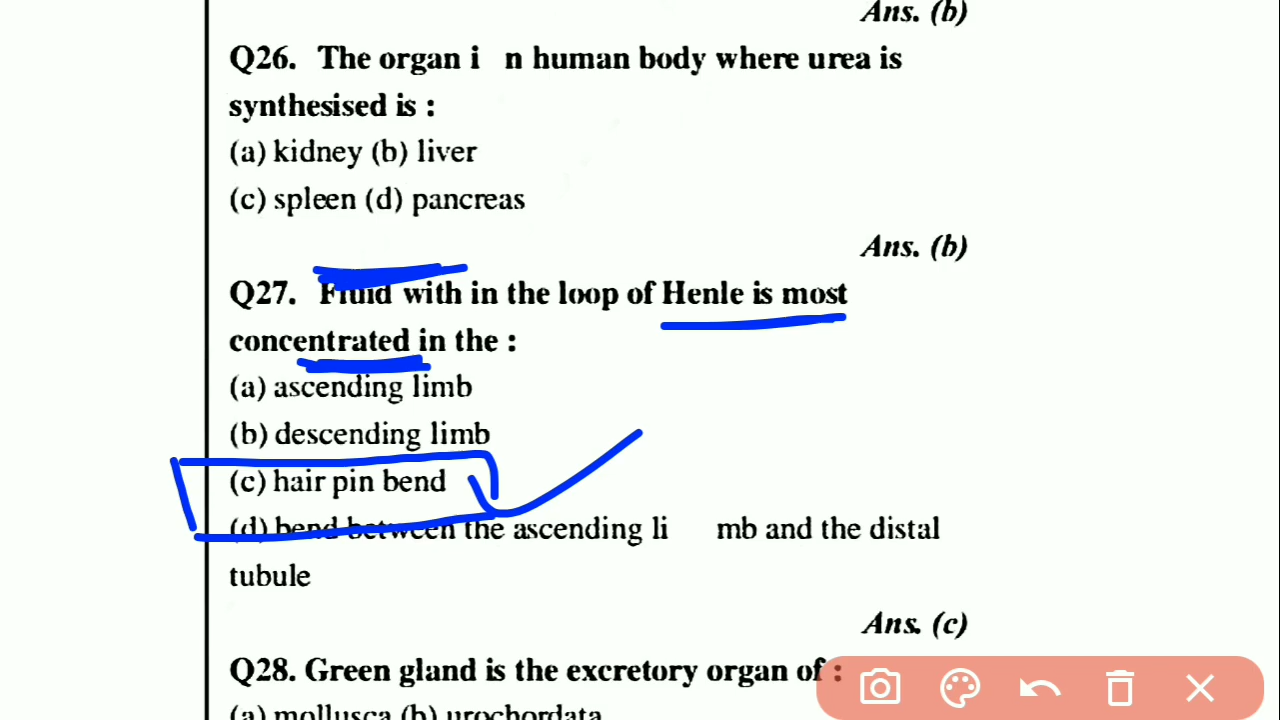 Ans. (b)
Q26. The organ i n human body where urea is
synthesised is :
(a) kidney (b) liver
(c) spleen (d) pancreas
Ans. (b)
Q27. Fluid with in the loop of Henle is most
concentrated in the :
(a) ascending limb
(b) descending limb
(c) hair pin bend
(d) bend between the ascending li mb and the distal
tubule
Ans. (c)
Q28. Green gland is the excretory organ of :
(a) mollusca (b) urochordata